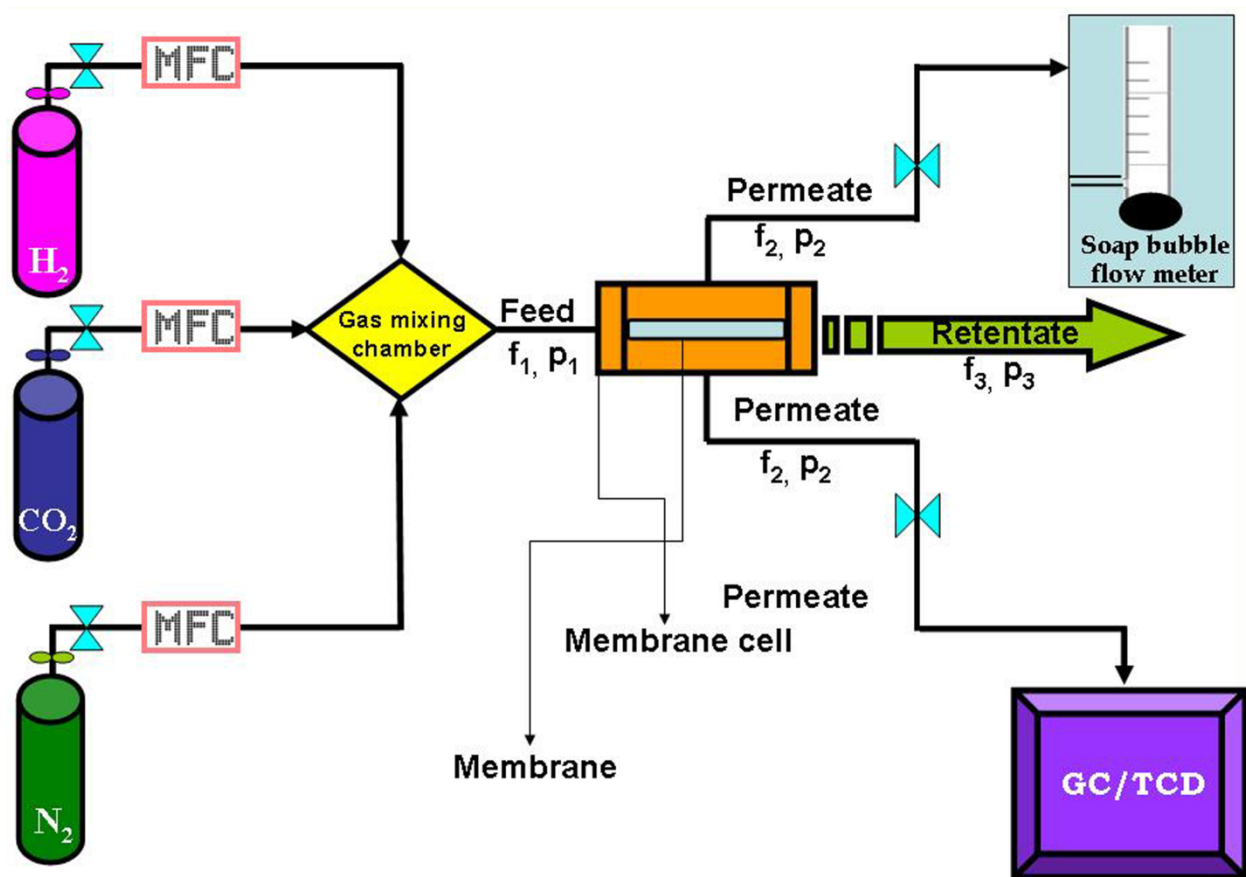 MFC
H₂
Permeate
f₂, p₂
Soap bubble
flow meter
MFC
Gas mixing
chamber
Feed
f₁, p₁
Retentate
f₃, p₃
CO₂
Permeate
f₂, p₂
MFC
Permeate
Membrane cell
Membrane
N₂
GC/TCD